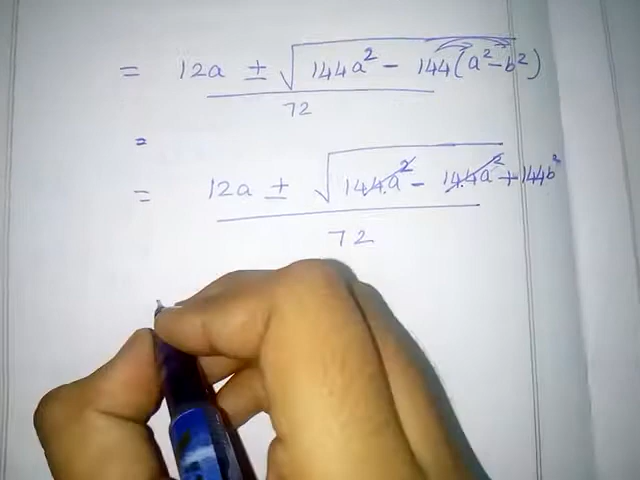 = 12a ± √144a² - 144(a² - b²)
72
=
= 12a ± √144a² - 144a² + 144b²
72